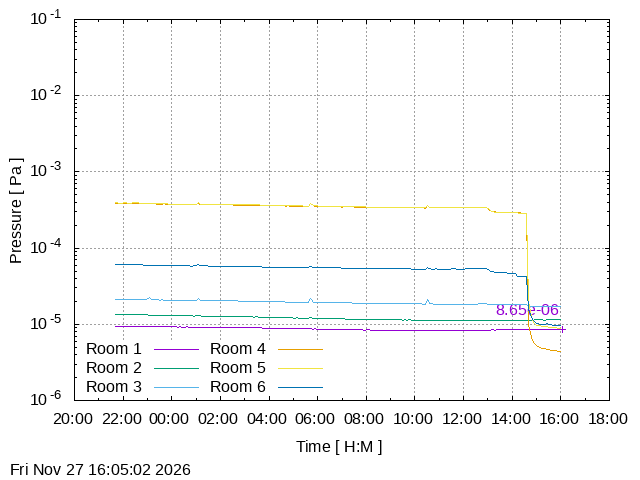 10^-1
10^-2
10^-3
10^-4
10^-5
10^-6
Pressure [ Pa ]
8.65e-06
Room 1 Room 4
Room 2 Room 5
Room 3 Room 6
20:00 22:00 00:00 02:00 04:00 06:00 08:00 10:00 12:00 14:00 16:00 18:00
Time [ H:M ]
Fri Nov 27 16:05:02 2026